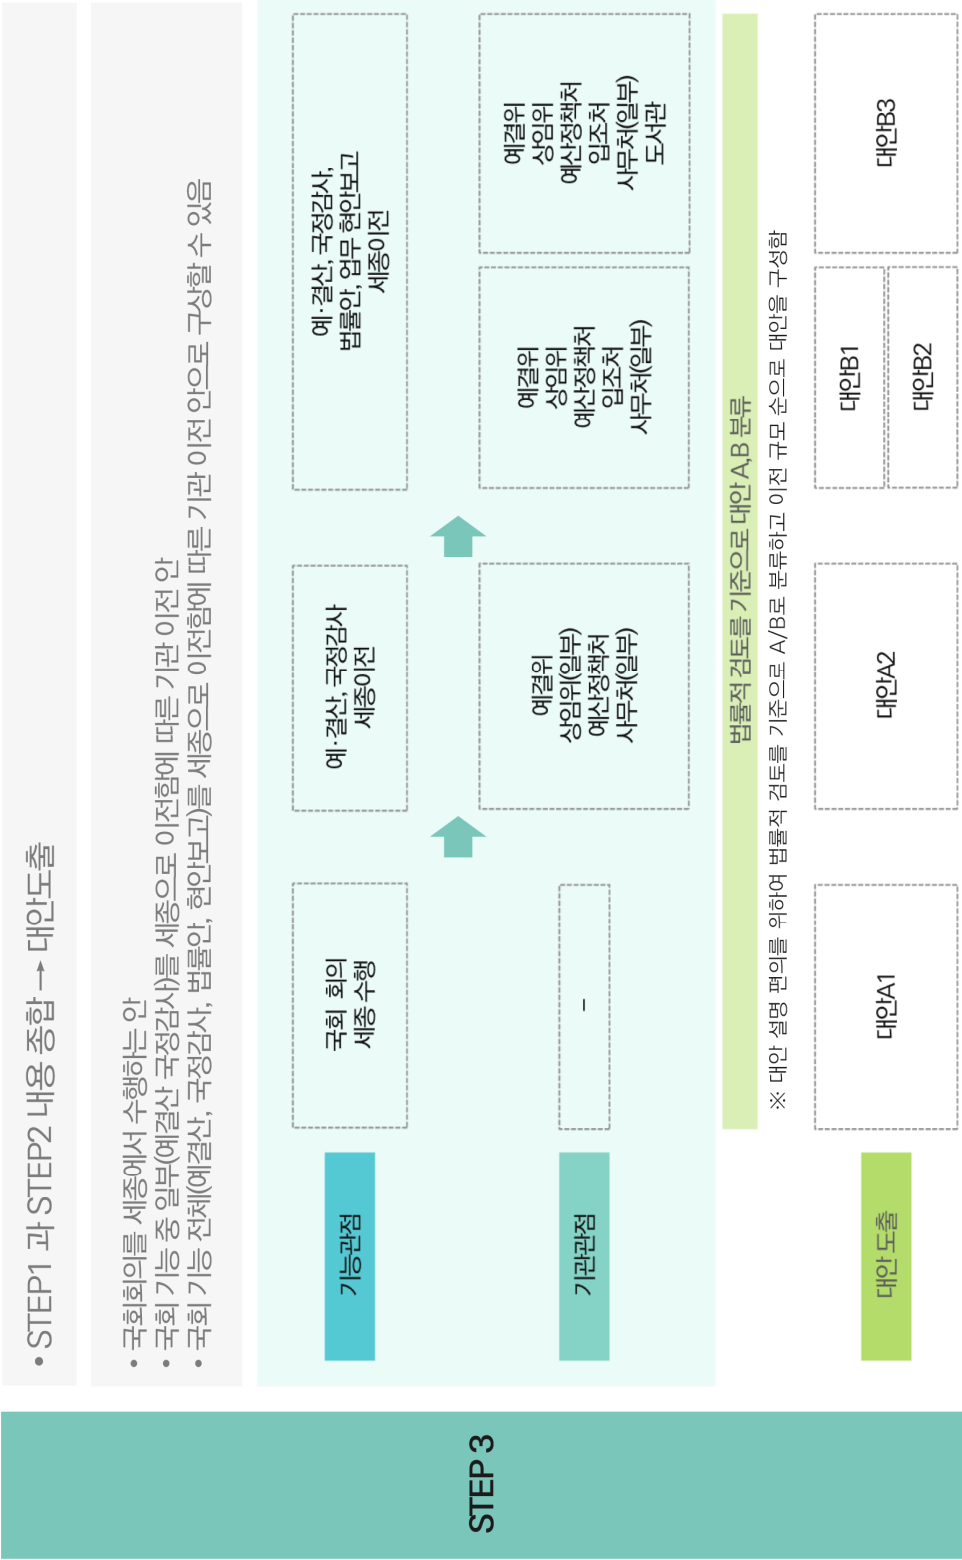 STEP 3
• STEP1 과 STEP2 내용 종합 → 대안도출
• 국회회의를 세종에서 수행하는 안
• 국회 기능 중 일부(예결산 국정감사)를 세종으로 이전함에 따른 기관 이전 안
• 국회 기능 전체(예결산, 국정감사, 법률안, 현안보고)를 세종으로 이전함에 따른 기관 이전 안으로 구상할 수 있음
기능관점
국회 회의
세종 수행
예·결산, 국정감사
세종이전
예·결산, 국정감사,
법률안, 업무 현안보고
세종이전
기관관점
–
예결위
상임위(일부)
예산정책처
사무처(일부)
예결위
상임위
예산정책처
입조처
사무처(일부)
예결위
상임위
예산정책처
입조처
사무처(일부)
도서관
법률적 검토를 기준으로 대안 A,B 분류
※ 대안 설명 편의를 위하여 법률적 검토를 기준으로 A/B로 분류하고 이전 규모 순으로 대안을 구성함
대안 도출
대안A1
대안A2
대안B1
대안B2
대안B3